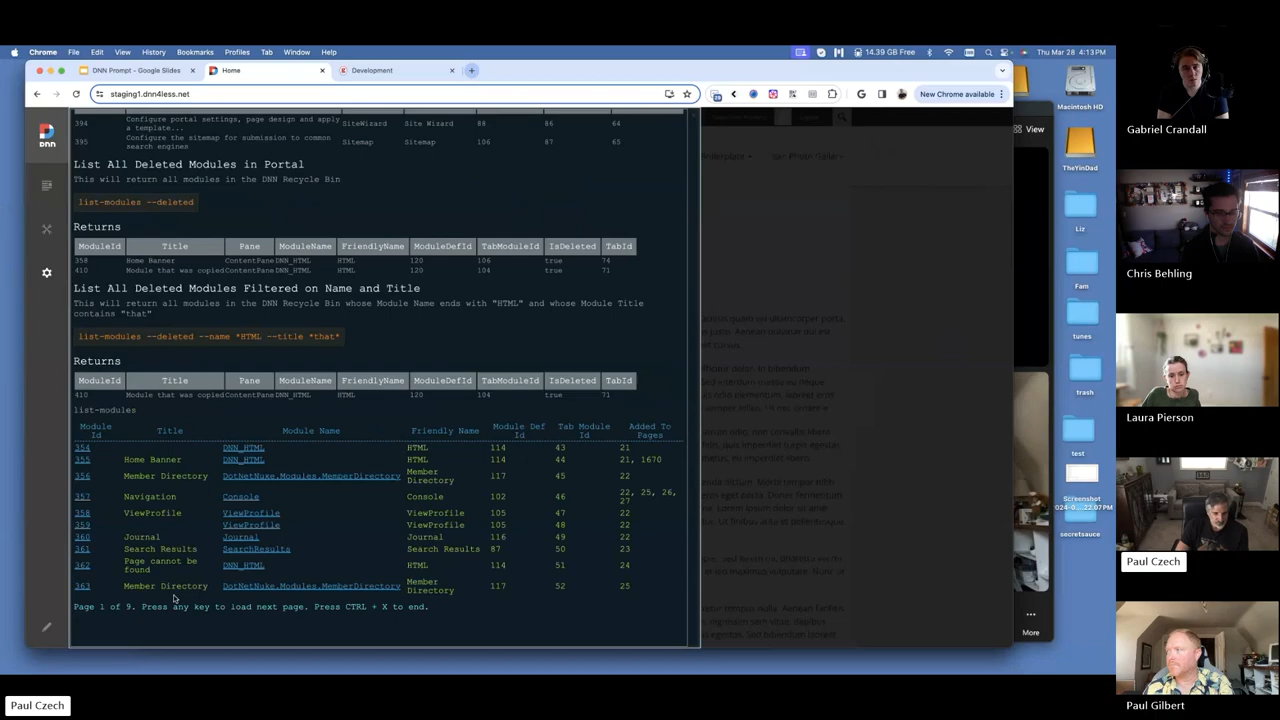 Chrome File Edit View History Bookmarks Profiles Tab Window Help 14.39 GB Free Thu Mar 28 4:13PM
DNN Prompt - Google Slides Home Development
staging1.dnn4less.net New Chrome available
DNN
394 Configure portal settings, page design and apply a template... SiteWizard Site Wizard 88 86 64
395 Configure the sitemap for submission to common search engines Sitemap Sitemap 106 87 65
List All Deleted Modules in Portal
This will return all modules in the DNN Recycle Bin
list-modules --deleted
Returns
ModuleId Title Pane ModuleName FriendlyName ModuleDefId TabModuleId IsDeleted TabId
358 Home Banner ContentPane DNN_HTML HTML 120 106 true 74
410 Module that was copied ContentPane DNN_HTML HTML 120 104 true 71
List All Deleted Modules Filtered on Name and Title
This will return all modules in the DNN Recycle Bin whose Module Name ends with "HTML" and whose Module Title
contains "that"
list-modules --deleted --name *HTML --title *that*
Returns
ModuleId Title Pane ModuleName FriendlyName ModuleDefId TabModuleId IsDeleted TabId
410 Module that was copied ContentPane DNN_HTML HTML 120 104 true 71
list-modules
Module Id Title Module Name Friendly Name Module Def Id Tab Module Id Added To Pages
354 DNN_HTML HTML 114 43 21
355 Home Banner DNN_HTML HTML 114 44 21, 1670
356 Member Directory DotNetNuke.Modules.MemberDirectory Member Directory 117 45 22
357 Navigation Console Console 102 46 22, 25, 26, 27
358 ViewProfile ViewProfile ViewProfile 105 47 22
359 ViewProfile ViewProfile 105 48 22
360 Journal Journal Journal 116 49 22
361 Search Results SearchResults Search Results 87 50 23
362 Page cannot be found DNN_HTML HTML 114 51 24
363 Member Directory DotNetNuke.Modules.MemberDirectory Member Directory 117 52 25
Page 1 of 9. Press any key to load next page. Press CTRL + X to end.
View
More
Macintosh HD
TheYinDad
Liz
Fam
tunes
trash
test
Screenshot
secretsauce
Gabriel Crandall
Chris Behling
Laura Pierson
Paul Czech
Paul Gilbert
Paul Czech